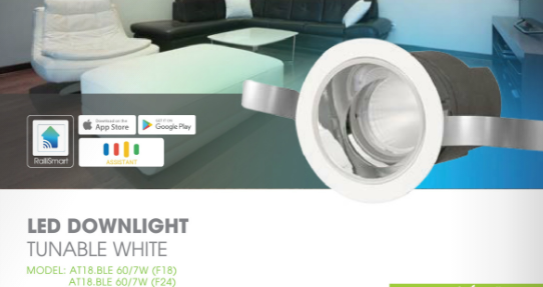 Download on the
App Store
GET IT ON
Google Play
RalliSmart
ASSISTANT
LED DOWNLIGHT
TUNABLE WHITE
MODEL: AT18.BLE 60/7W (F18)
AT18.BLE 60/7W (F24)